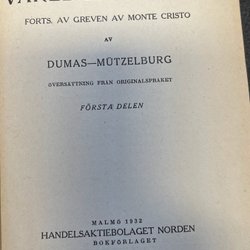 FORTS. AV GREVEN AV MONTE CRISTO
AV
DUMAS—MÜTZELBURG
ÖVERSÄTTNING FRÅN ORIGINALSPRÅKET
FÖRSTA DELEN
MALMÖ 1932
HANDELSAKTIEBOLAGET NORDEN
BOKFÖRLAGET